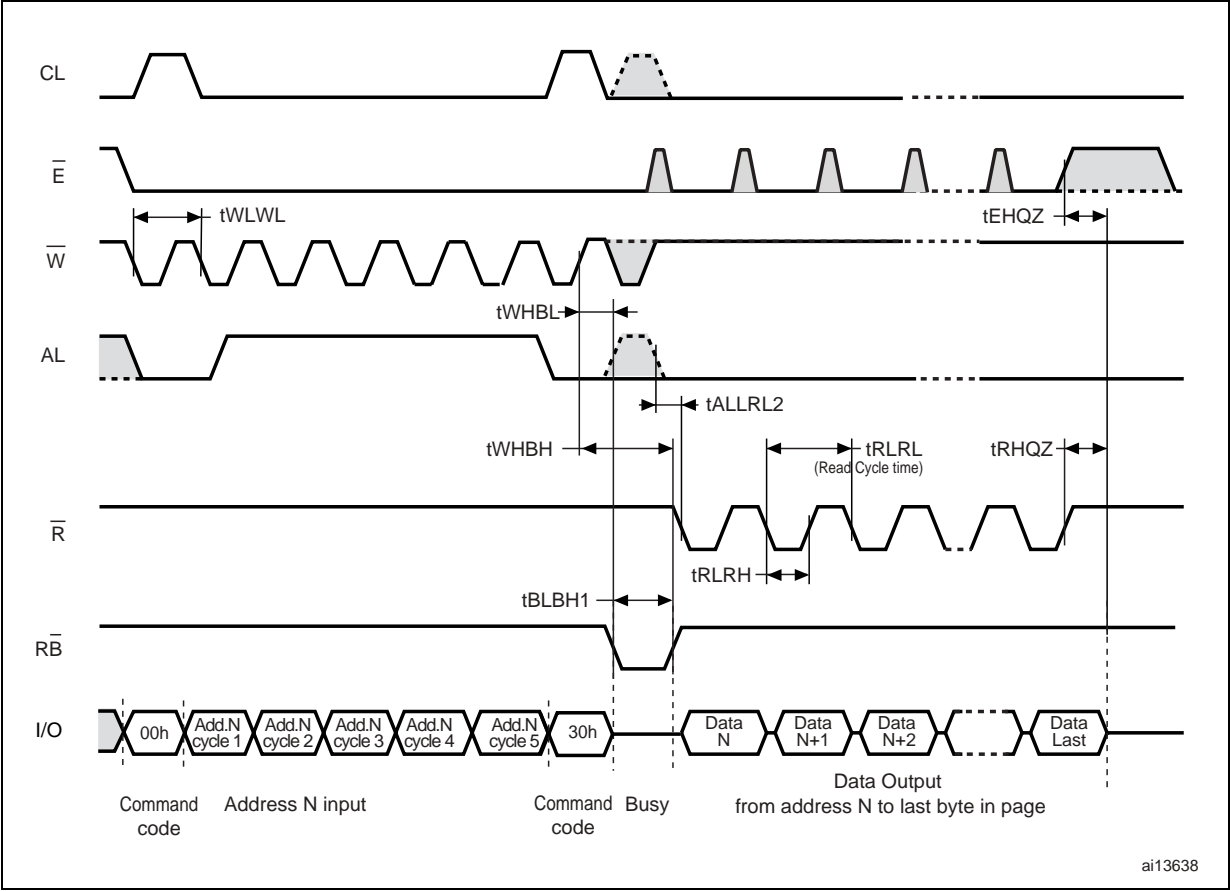 CL
E̅
tWLWL
tEHQZ
W̅
tWHBL
AL
tALLRL2
tWHBH
tRLRL
(Read Cycle time)
tRHQZ
R̅
tRLRH
tBLBH1
RB̅
I/O
00h
Add.N
cycle 1
Add.N
cycle 2
Add.N
cycle 3
Add.N
cycle 4
Add.N
cycle 5
30h
Data
N
Data
N+1
Data
N+2
Data
Last
Command
code
Address N input
Command
code
Busy
Data Output
from address N to last byte in page
ai13638